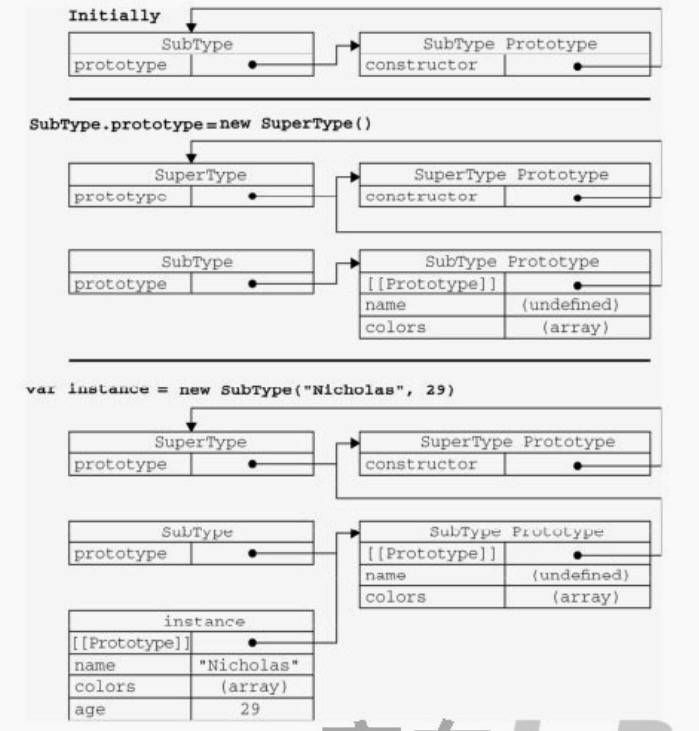 Initially
SubType
prototype
SubType Prototype
constructor
SubType.prototype=new SuperType()
SuperType
prototype
SuperType Prototype
constructor
SubType
prototype
SubType Prototype
[[Prototype]]
name (undefined)
colors (array)
var instance = new SubType("Nicholas", 29)
SuperType
prototype
SuperType Prototype
constructor
SubType
prototype
SubType Prototype
[[Prototype]]
name (undefined)
colors (array)
instance
[[Prototype]]
name "Nicholas"
colors (array)
age 29